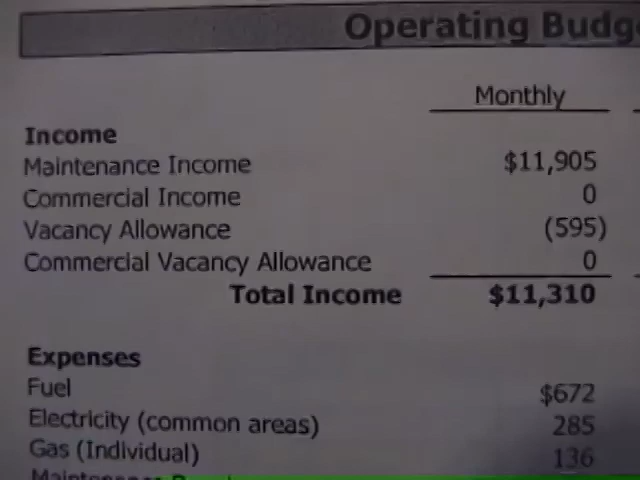 Operating
Monthly
Income
Maintenance Income $11,905
Commercial Income 0
Vacancy Allowance (595)
Commercial Vacancy Allowance 0
Total Income $11,310
Expenses
Fuel $672
Electricity (common areas) 285
Gas (Individual) 136